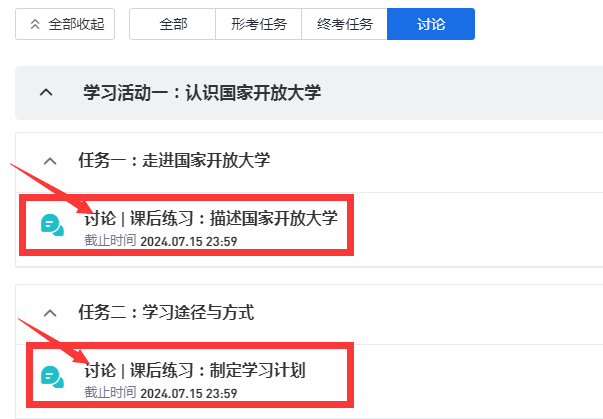 全部收起 全部 形考任务 终考任务 讨论
学习活动一：认识国家开放大学
任务一：走进国家开放大学
讨论 | 课后练习：描述国家开放大学
截止时间 2024.07.15 23:59
任务二：学习途径与方式
讨论 | 课后练习：制定学习计划
截止时间 2024.07.15 23:59